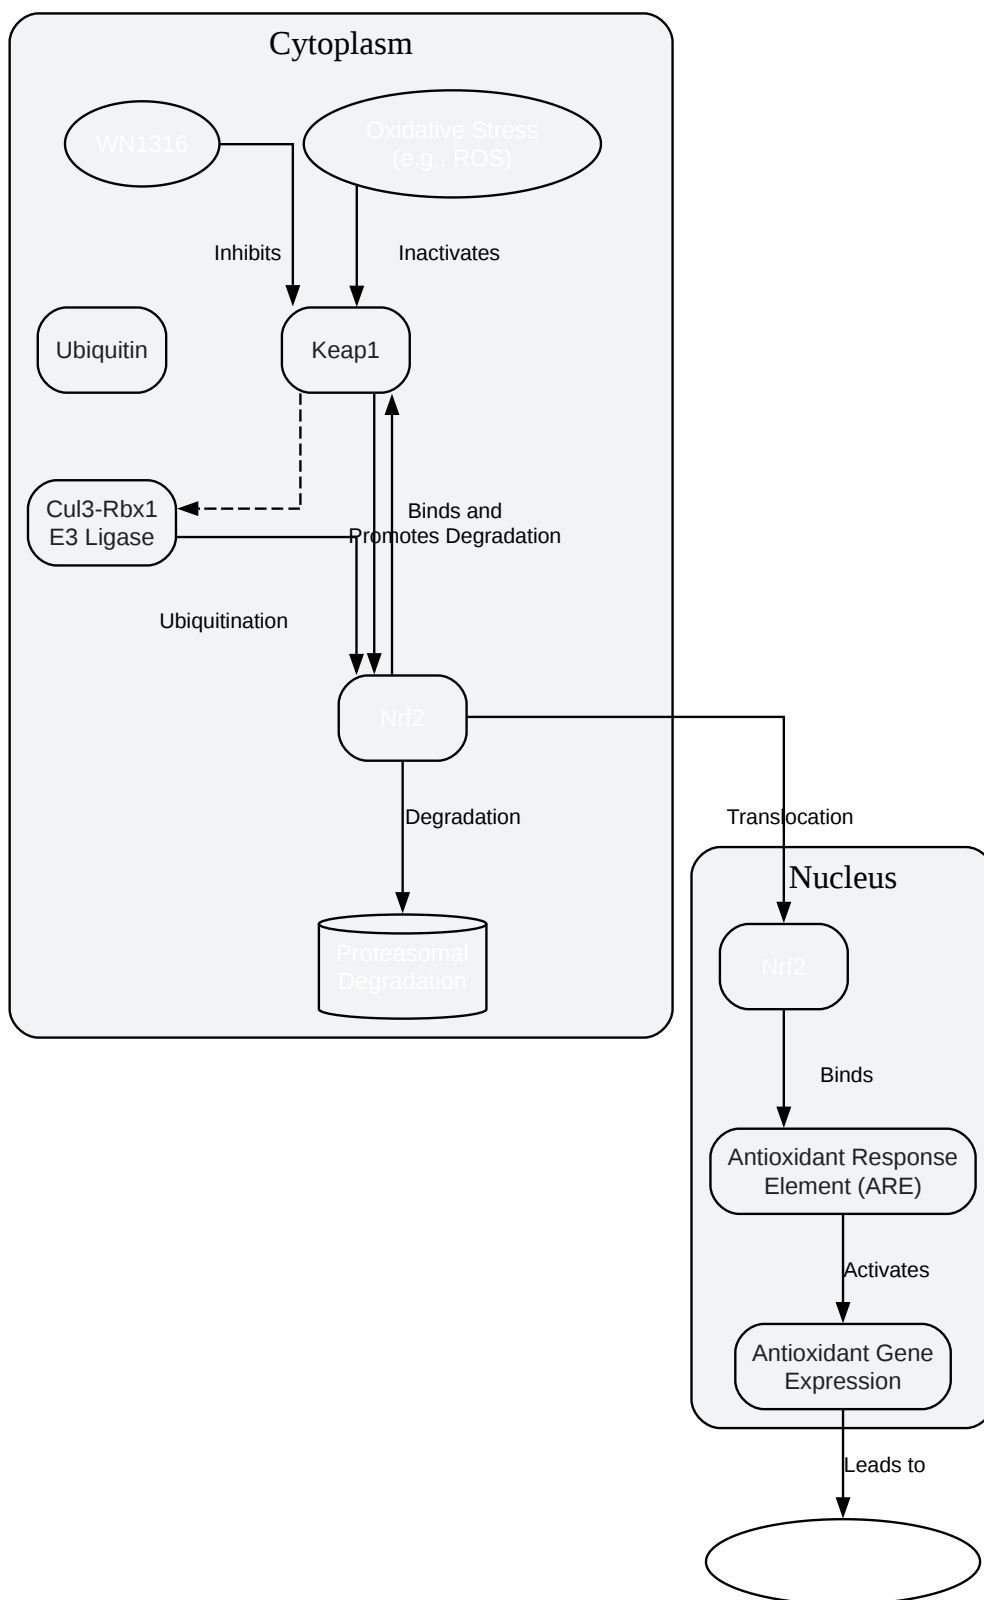 Cytoplasm
WN1316
Oxidative Stress
(e.g., ROS)
Inhibits
Inactivates
Ubiquitin
Keap1
Cul3-Rbx1
E3 Ligase
Binds and
Promotes Degradation
Ubiquitination
Nrf2
Degradation
Translocation
Nucleus
Proteasomal
Degradation
Nrf2
Binds
Antioxidant Response
Element (ARE)
Activates
Antioxidant Gene
Expression
Leads to